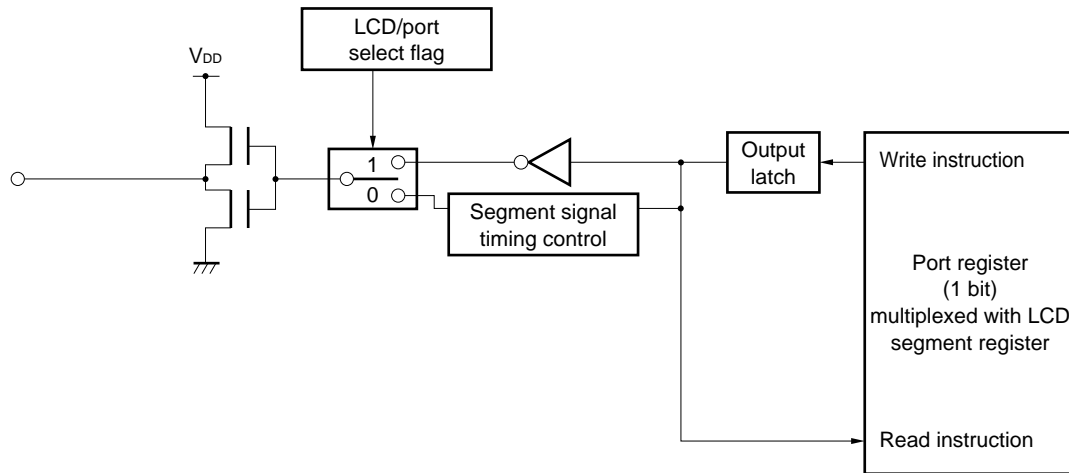 LCD/port
select flag
VDD
1
0
Segment signal
timing control
Output
latch
Write instruction
Port register
(1 bit)
multiplexed with LCD
segment register
Read instruction